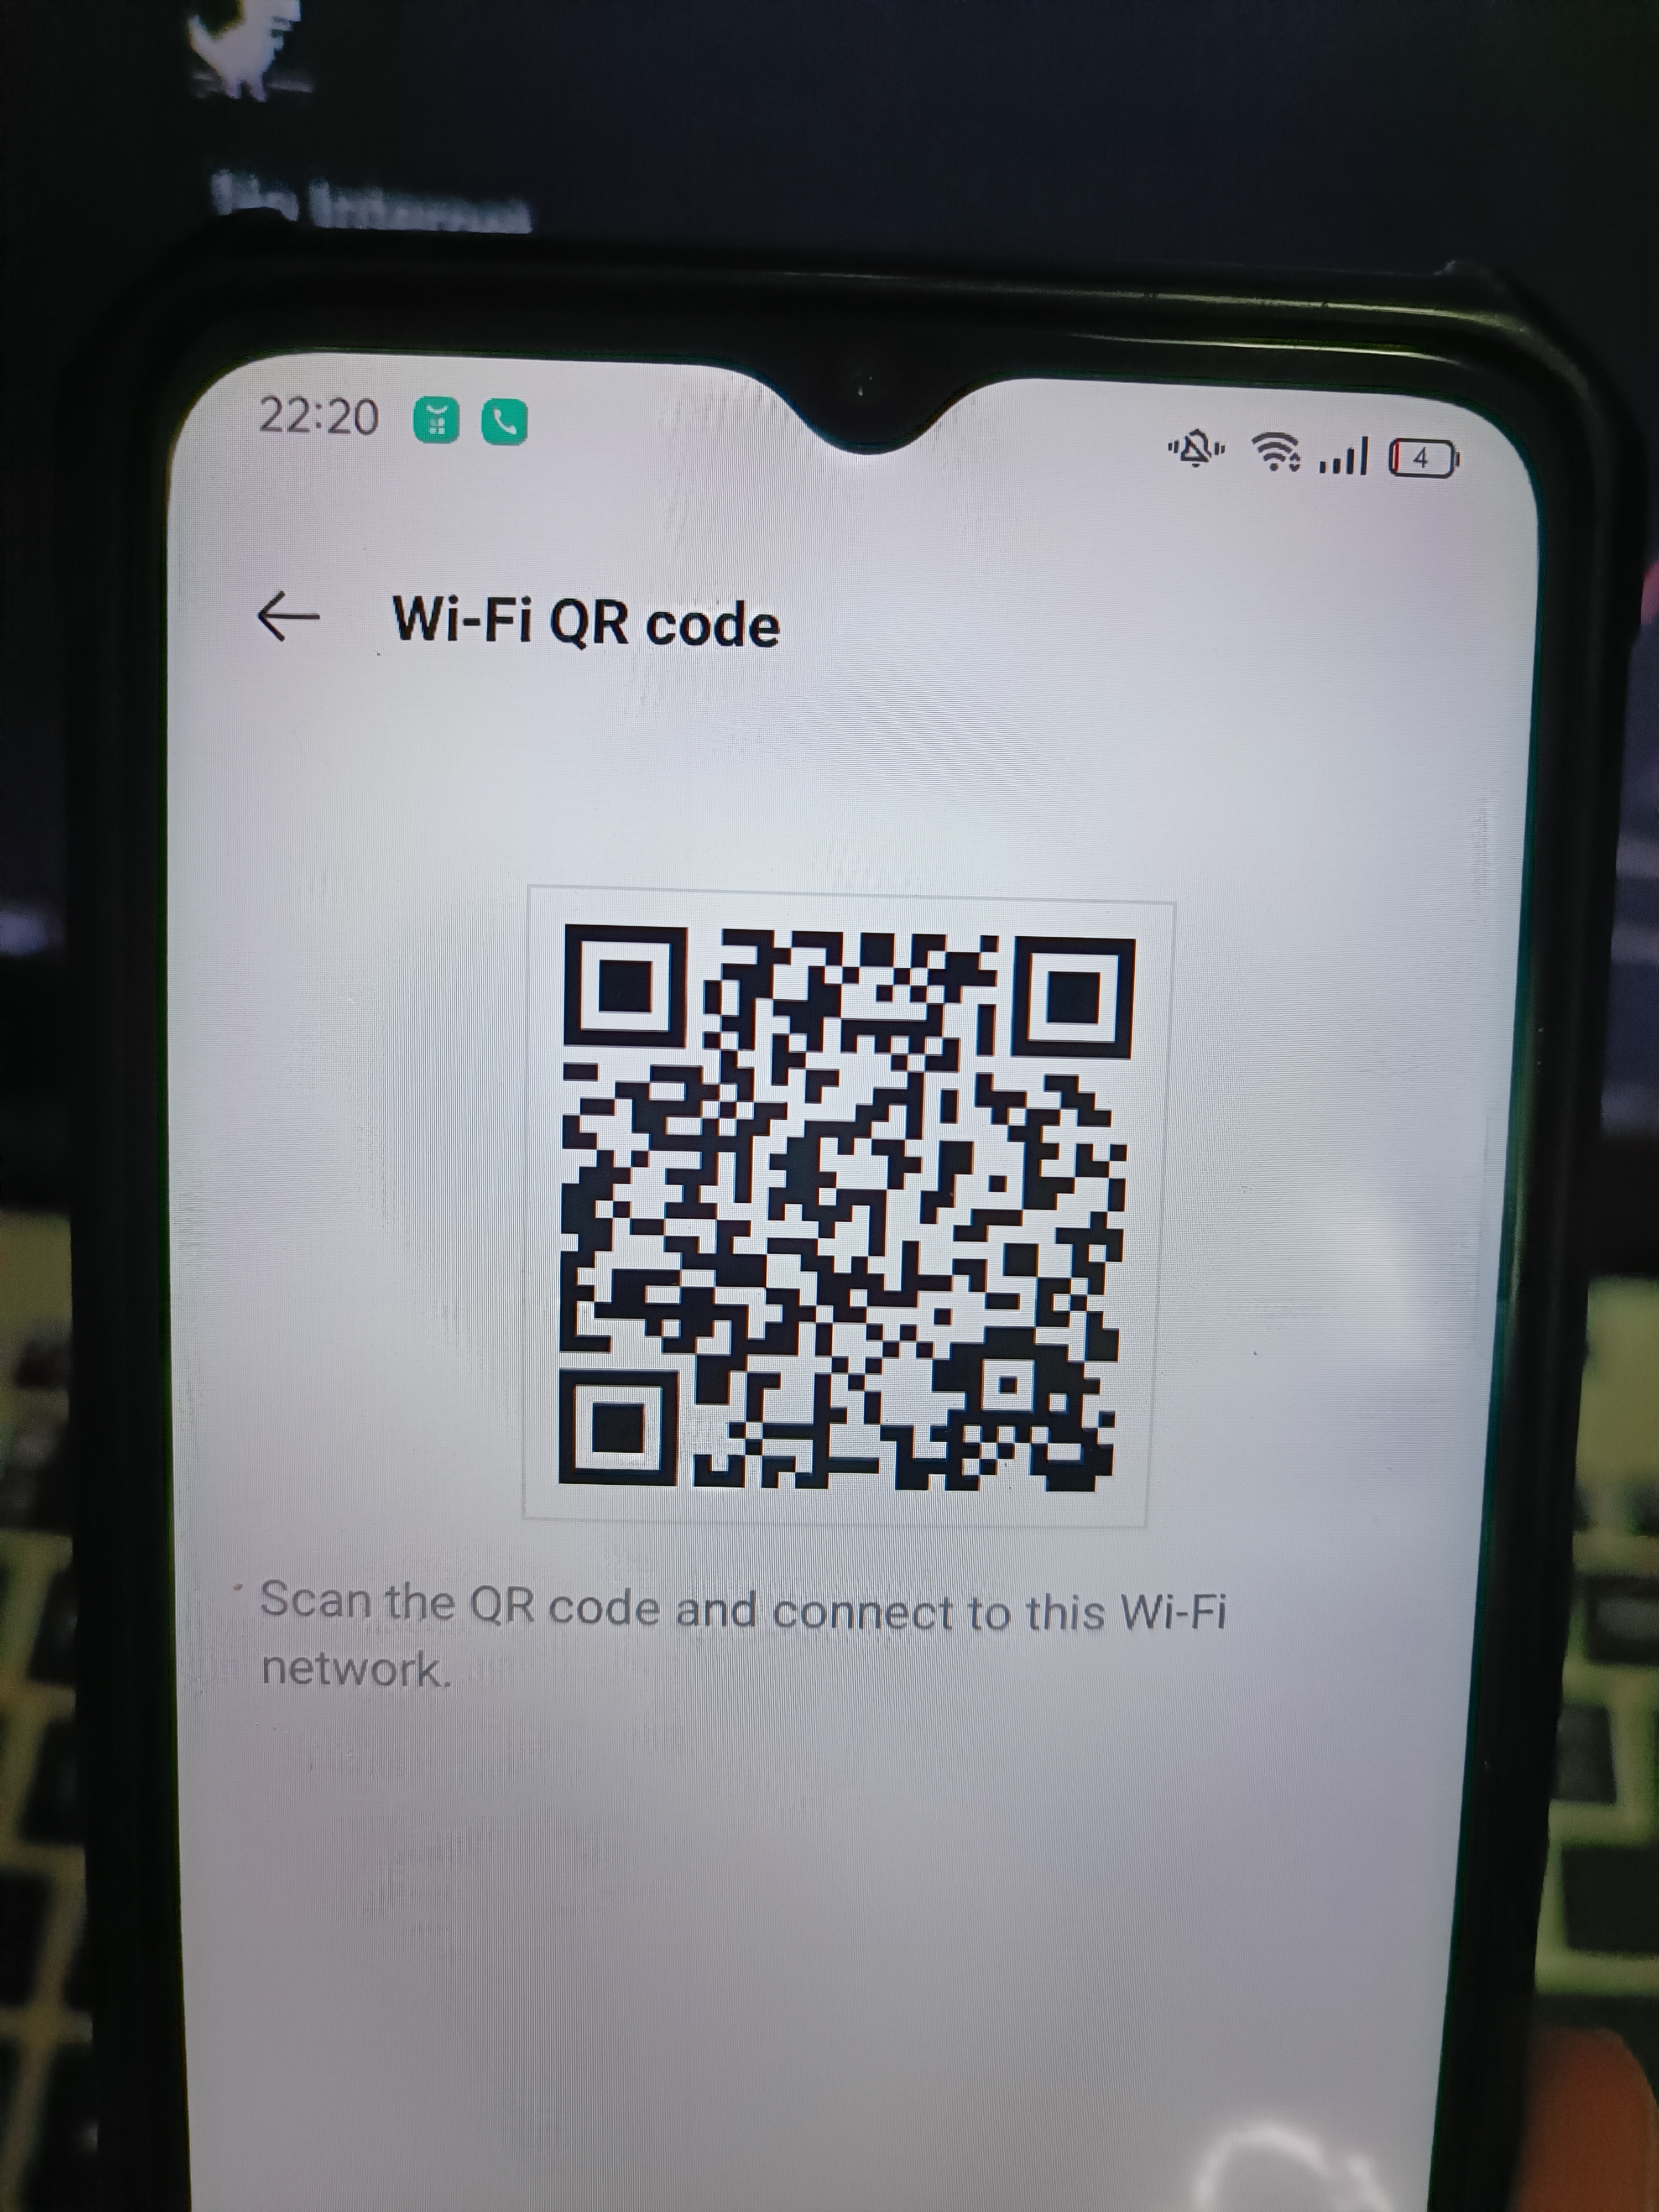 No Internet
22:20
4
Wi-Fi QR code
Scan the QR code and connect to this Wi-Fi
network.